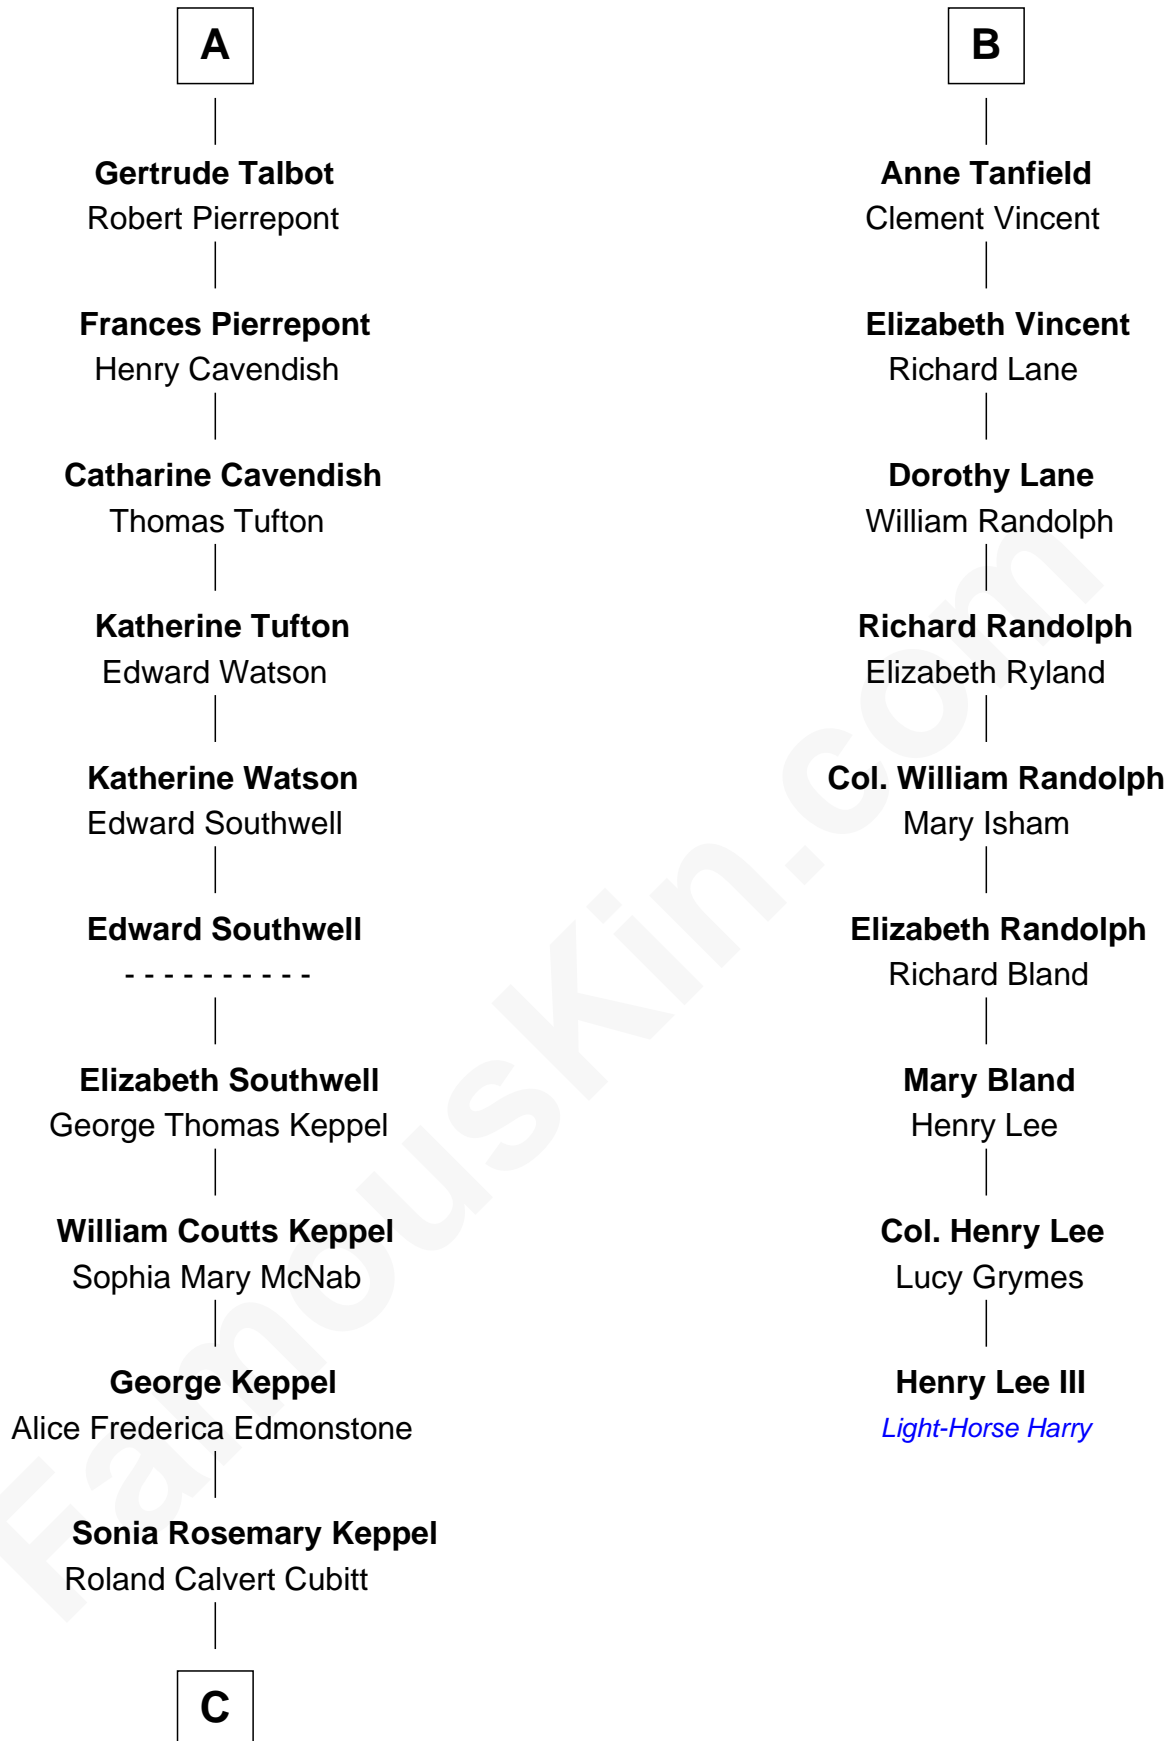 A
Gertrude Talbot
Robert Pierrepont
Frances Pierrepont
Henry Cavendish
Catharine Cavendish
Thomas Tufton
Katherine Tufton
Edward Watson
Katherine Watson
Edward Southwell
Edward Southwell
- - - - - - - - - -
Elizabeth Southwell
George Thomas Keppel
William Coutts Keppel
Sophia Mary McNab
George Keppel
Alice Frederica Edmonstone
Sonia Rosemary Keppel
Roland Calvert Cubitt
C
B
Anne Tanfield
Clement Vincent
Elizabeth Vincent
Richard Lane
Dorothy Lane
William Randolph
Richard Randolph
Elizabeth Ryland
Col. William Randolph
Mary Isham
Elizabeth Randolph
Richard Bland
Mary Bland
Henry Lee
Col. Henry Lee
Lucy Grymes
Henry Lee III
Light-Horse Harry
FamousKin.com